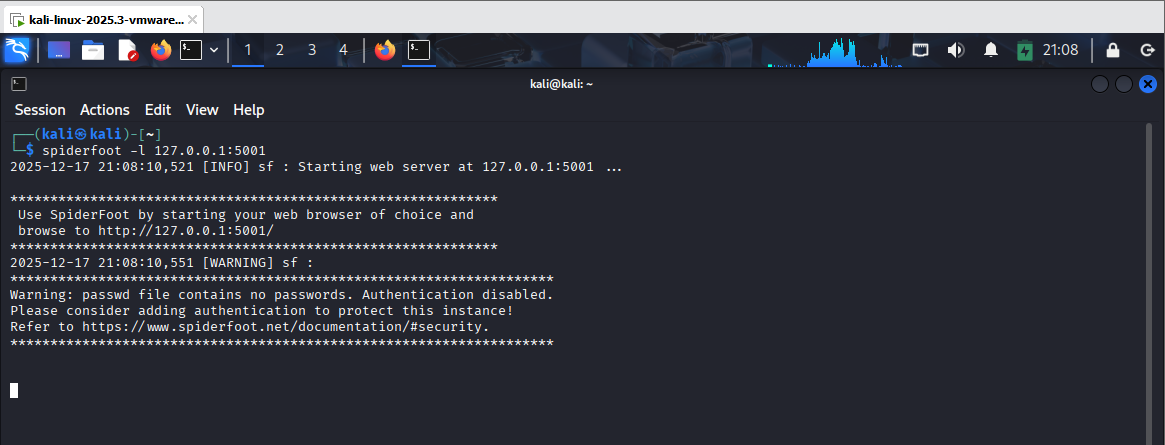 kali-linux-2025.3-vmware...
1 2 3 4 21:08
kali@kali: ~
Session Actions Edit View Help
┌──(kali㉿kali)-[~]
└─$ spiderfoot -l 127.0.0.1:5001
2025-12-17 21:08:10,521 [INFO] sf : Starting web server at 127.0.0.1:5001 ...
*************************************************************
Use SpiderFoot by starting your web browser of choice and
browse to http://127.0.0.1:5001/
*************************************************************
2025-12-17 21:08:10,551 [WARNING] sf :
********************************************************************
Warning: passwd file contains no passwords. Authentication disabled.
Please consider adding authentication to protect this instance!
Refer to https://www.spiderfoot.net/documentation/#security.
********************************************************************